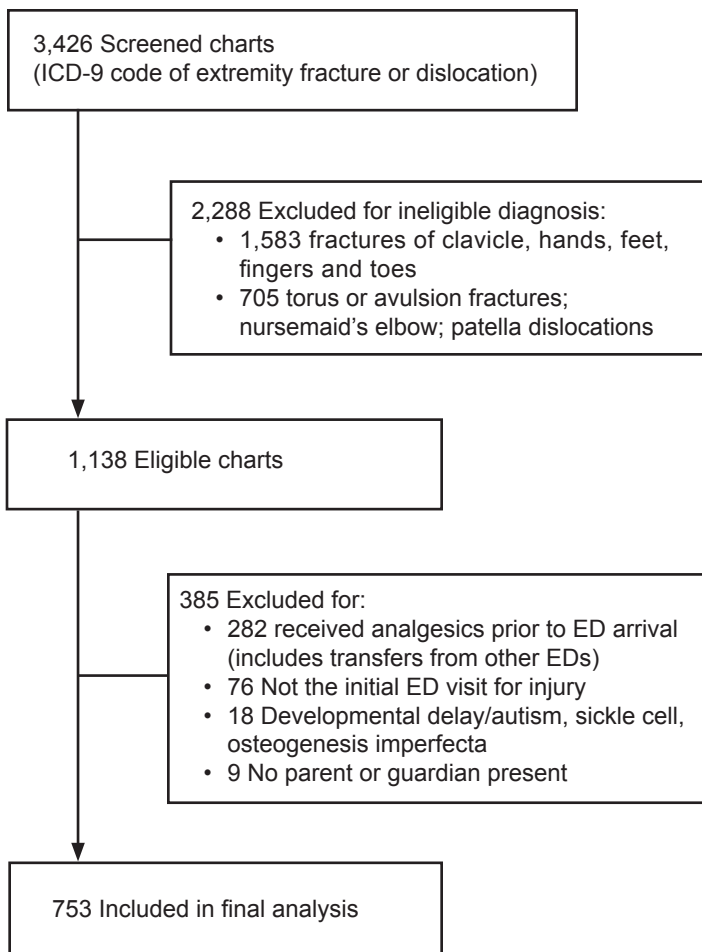 3,426 Screened charts
(ICD-9 code of extremity fracture or dislocation)
2,288 Excluded for ineligible diagnosis:
• 1,583 fractures of clavicle, hands, feet,
fingers and toes
• 705 torus or avulsion fractures;
nursemaid's elbow; patella dislocations
1,138 Eligible charts
385 Excluded for:
• 282 received analgesics prior to ED arrival
(includes transfers from other EDs)
• 76 Not the initial ED visit for injury
• 18 Developmental delay/autism, sickle cell,
osteogenesis imperfecta
• 9 No parent or guardian present
753 Included in final analysis